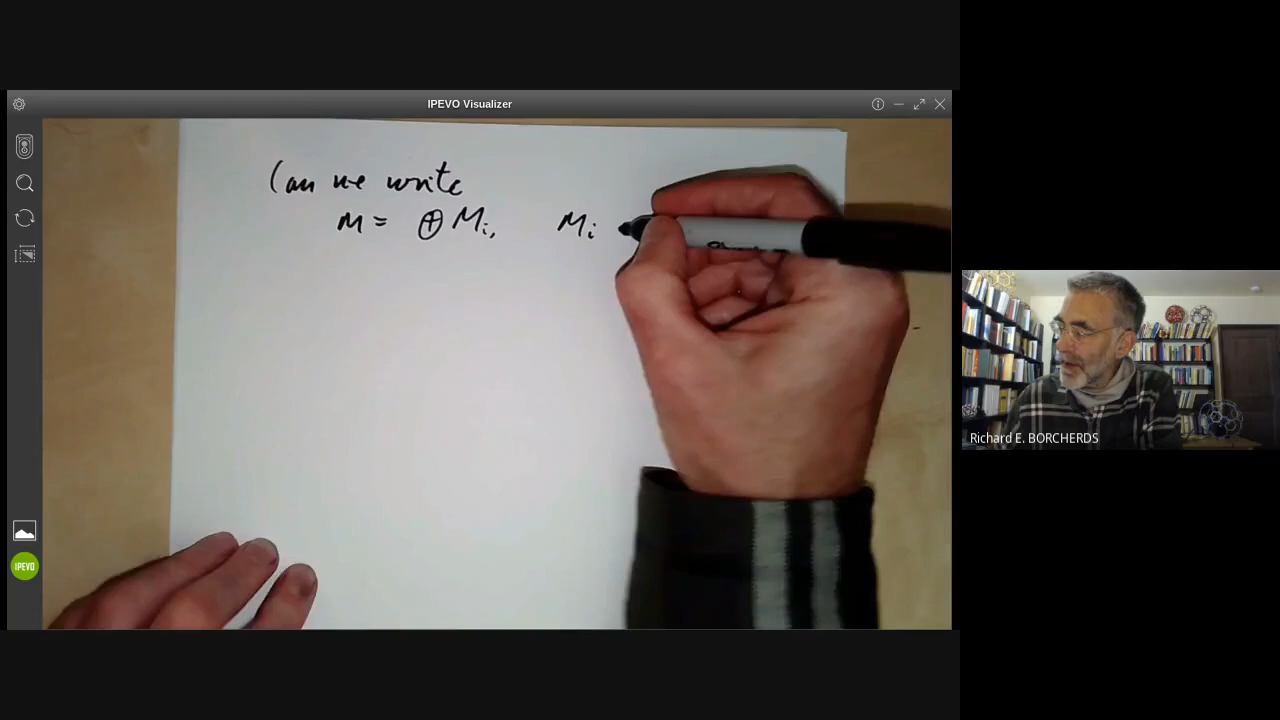 IPEVO Visualizer
Can we write
M = ⊕ Mᵢ, Mᵢ
Richard E. BORCHERDS
IPEVO